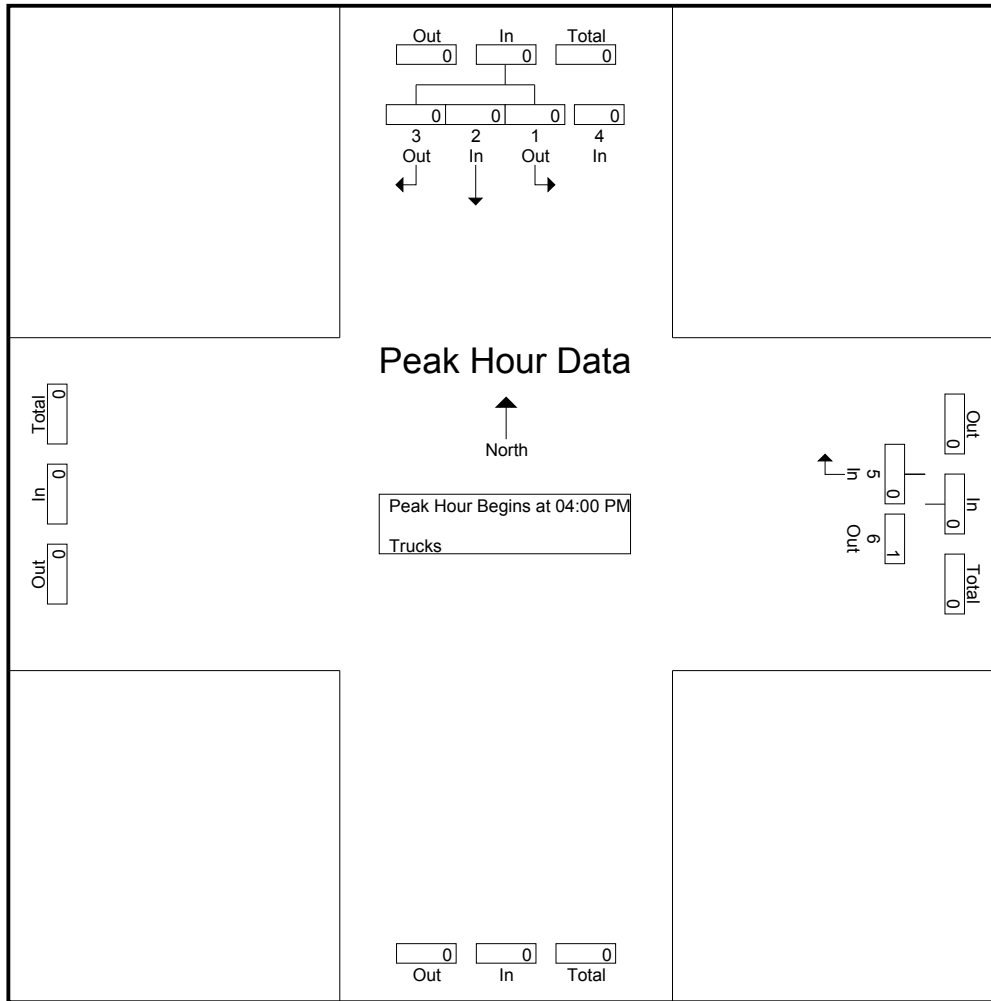 Out In Total
0 0 0
0 0 0 0
3 2 1 4
Out In Out In
Peak Hour Data
North
Peak Hour Begins at 04:00 PM
Trucks
Total
0
In
0
Out
0
Out
0
In
0
Total
0
5
In
0
6
Out
1
0 0 0
Out In Total